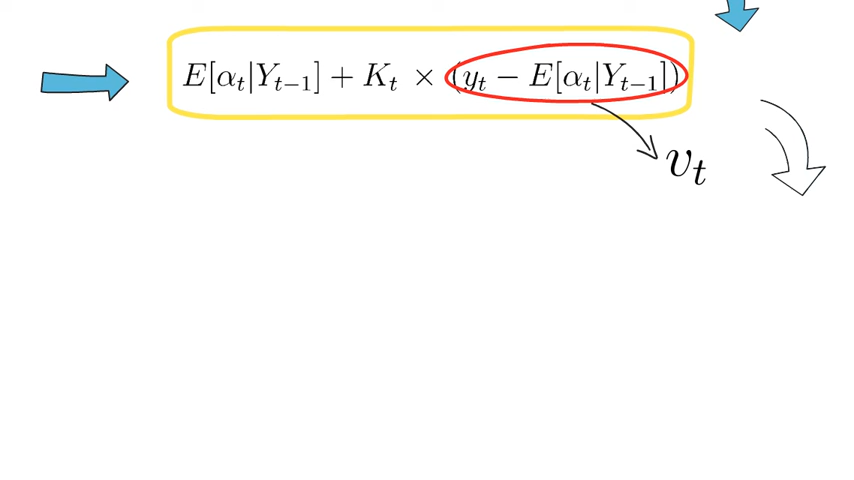 E[α_t|Y_{t−1}] + K_t × (y_t − E[α_t|Y_{t−1}])
v_t